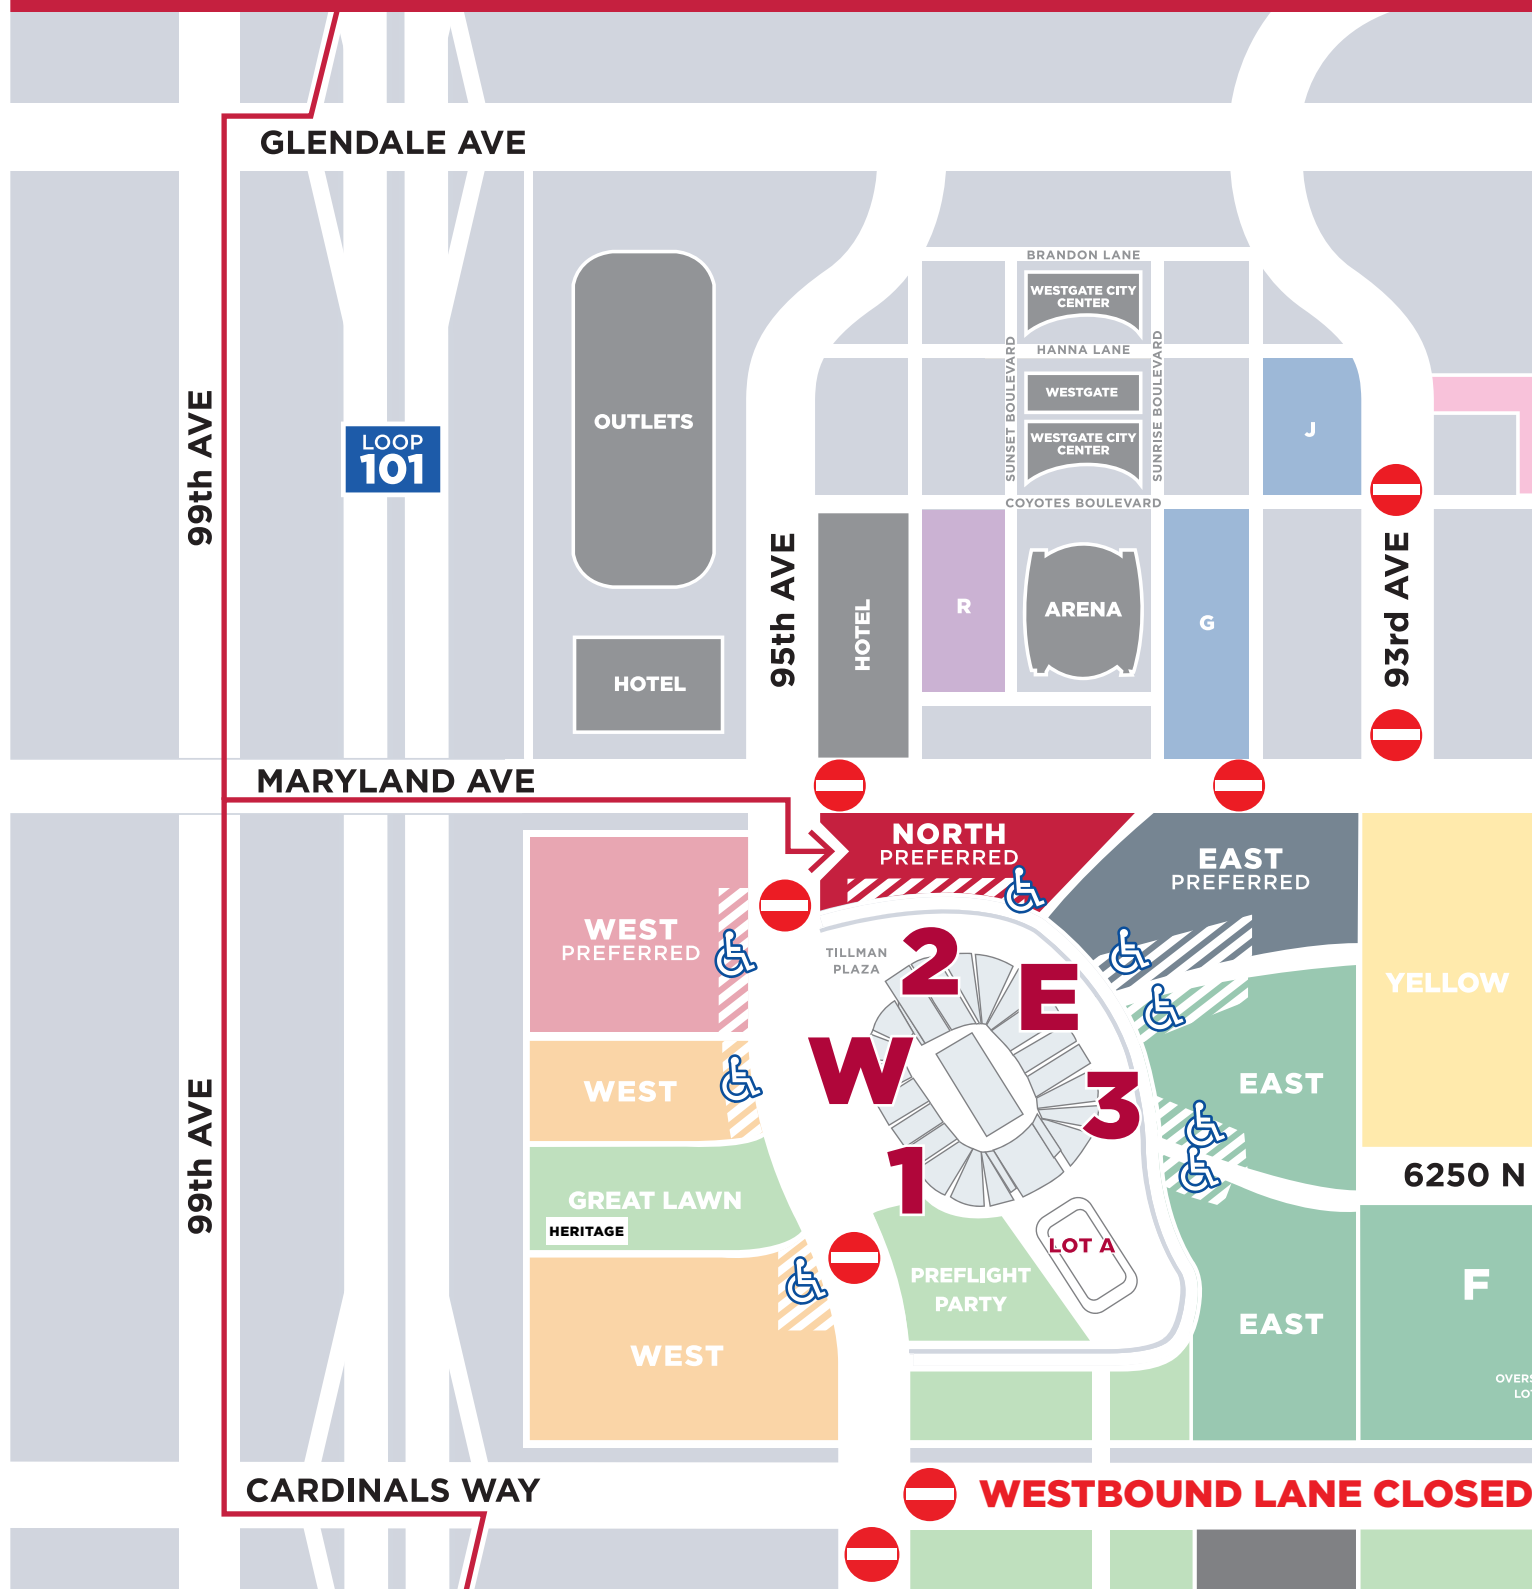 GLENDALE AVE
BRANDON LANE
WESTGATE CITY
CENTER
HANNA LANE
SUNSET BOULEVARD
SUNRISE BOULEVARD
WESTGATE
WESTGATE CITY
CENTER
COYOTES BOULEVARD
OUTLETS
99th AVE
LOOP
101
J
95th AVE
HOTEL
R
ARENA
G
93rd AVE
HOTEL
MARYLAND AVE
NORTH
PREFERRED
EAST
PREFERRED
WEST
PREFERRED
TILLMAN
PLAZA
2
E
YELLOW
W
3
WEST
EAST
99th AVE
1
6250 N
GREAT LAWN
HERITAGE
LOT A
PREFLIGHT
PARTY
F
EAST
WEST
OVERS
LOT
CARDINALS WAY
WESTBOUND LANE CLOSED